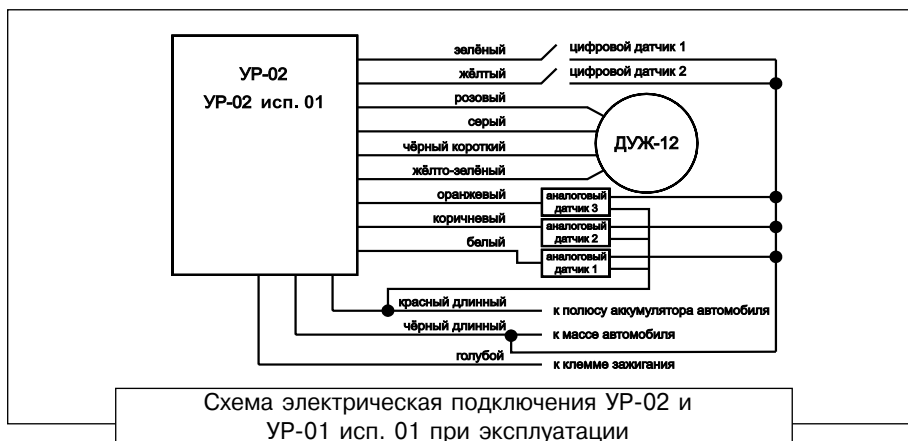 УР-02
УР-02 исп. 01
зелёный
цифровой датчик 1
жёлтый
цифровой датчик 2
розовый
серый
чёрный короткий
жёлто-зелёный
ДУЖ-12
оранжевый
аналоговый
датчик 3
коричневый
аналоговый
датчик 2
белый
аналоговый
датчик 1
красный длинный
к полюсу аккумулятора автомобиля
чёрный длинный
к массе автомобиля
голубой
к клемме зажигания
Схема электрическая подключения УР-02 и
УР-01 исп. 01 при эксплуатации